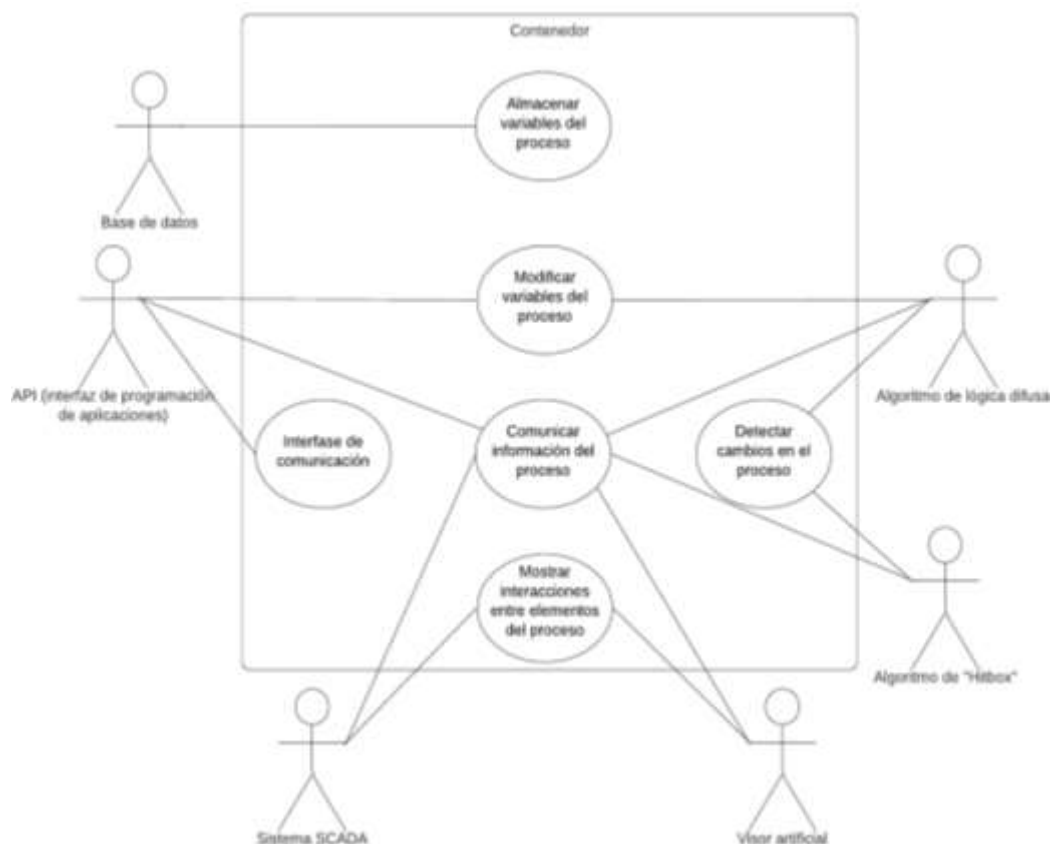 Contenedor
Almacenar
variables del
proceso
Base de datos
Modificar
variables del
proceso
API (interfaz de programación
de aplicaciones)
Algoritmo de lógica difusa
Interfase de
comunicación
Comunicar
información del
proceso
Detectar
cambios en el
proceso
Mostrar
interacciones
entre elementos
del proceso
Algoritmo de "Hitbox"
Sistema SCADA
Visor artificial